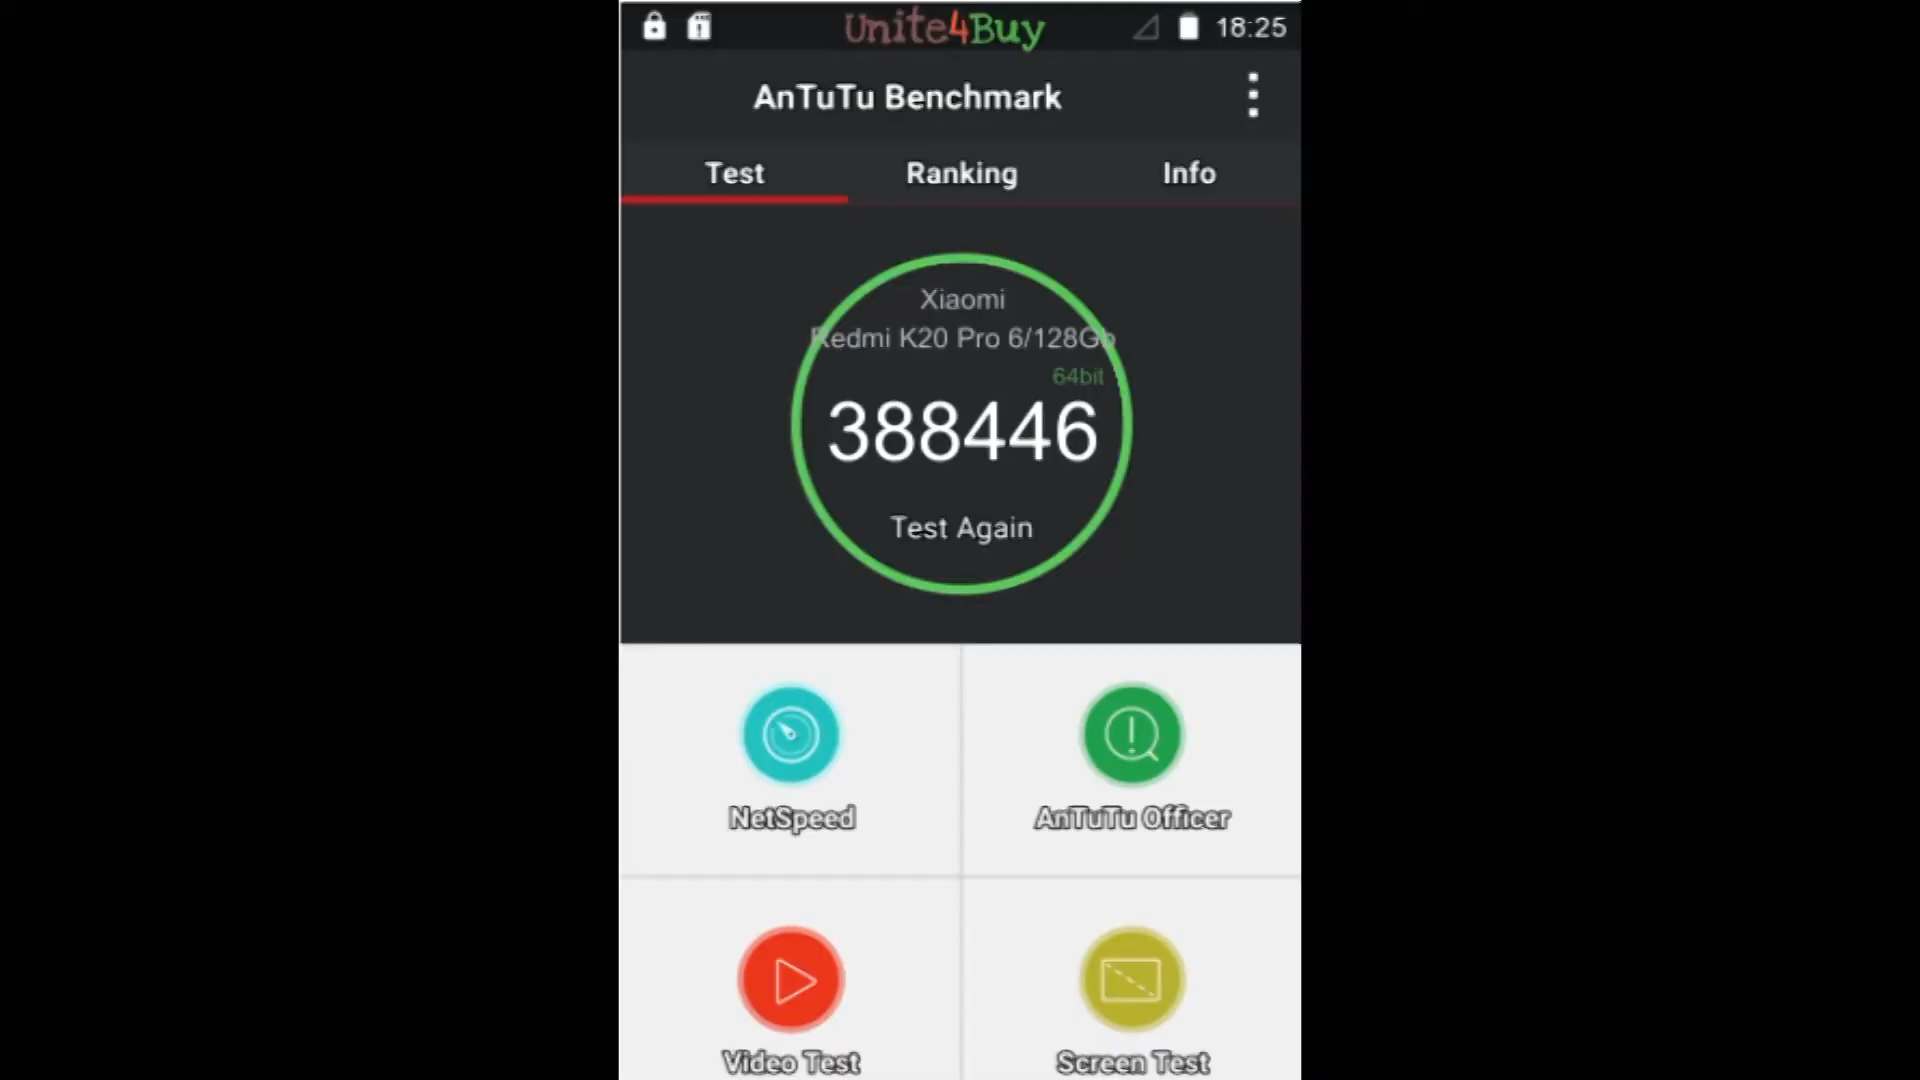 Unite4Buy
18:25
AnTuTu Benchmark
Test
Ranking
Info
Xiaomi
Redmi K20 Pro 6/128Gb
64bit
388446
Test Again
NetSpeed
AnTuTu Officer
Video Test
Screen Test